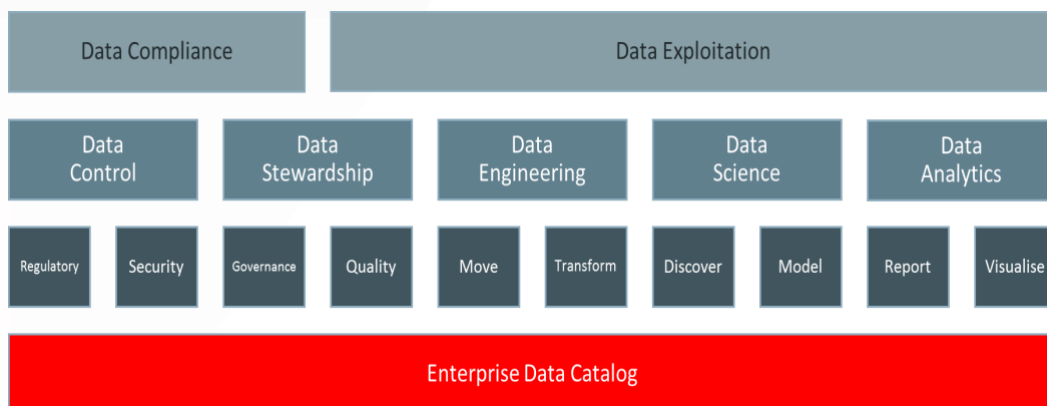 Data Compliance
Data Exploitation
Data
Control
Data
Stewardship
Data
Engineering
Data
Science
Data
Analytics
Regulatory
Security
Governance
Quality
Move
Transform
Discover
Model
Report
Visualise
Enterprise Data Catalog